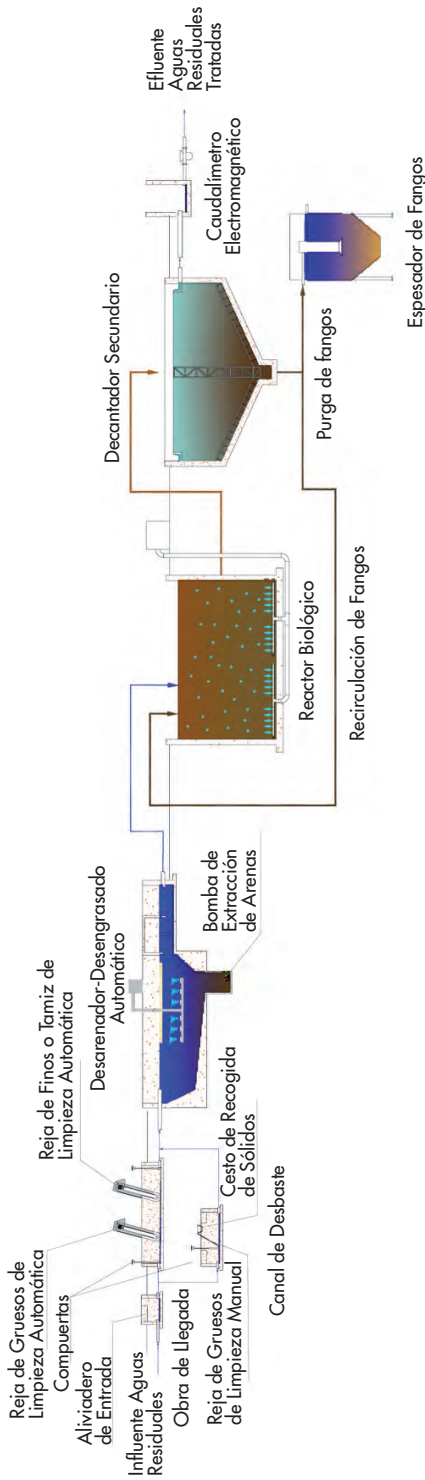 Reja de Gruesos de
Limpieza Automática
Compuertas
Aliviadero
de Entrada
Influente Aguas
Residuales
Obra de Llegada
Reja de Gruesos
de Limpieza Manual
Canal de Desbaste
Cesto de Recogida
de Sólidos
Reja de Finos o Tamiz de
Limpieza Automática
Desarenador-Desengrasado
Automático
Bomba de
Extracción
de Arenas
Reactor Biológico
Recirculación de Fangos
Decantador Secundario
Purga de fangos
Caudalímetro
Electromagnético
Efluente
Aguas
Residuales
Tratadas
Espesador de Fangos